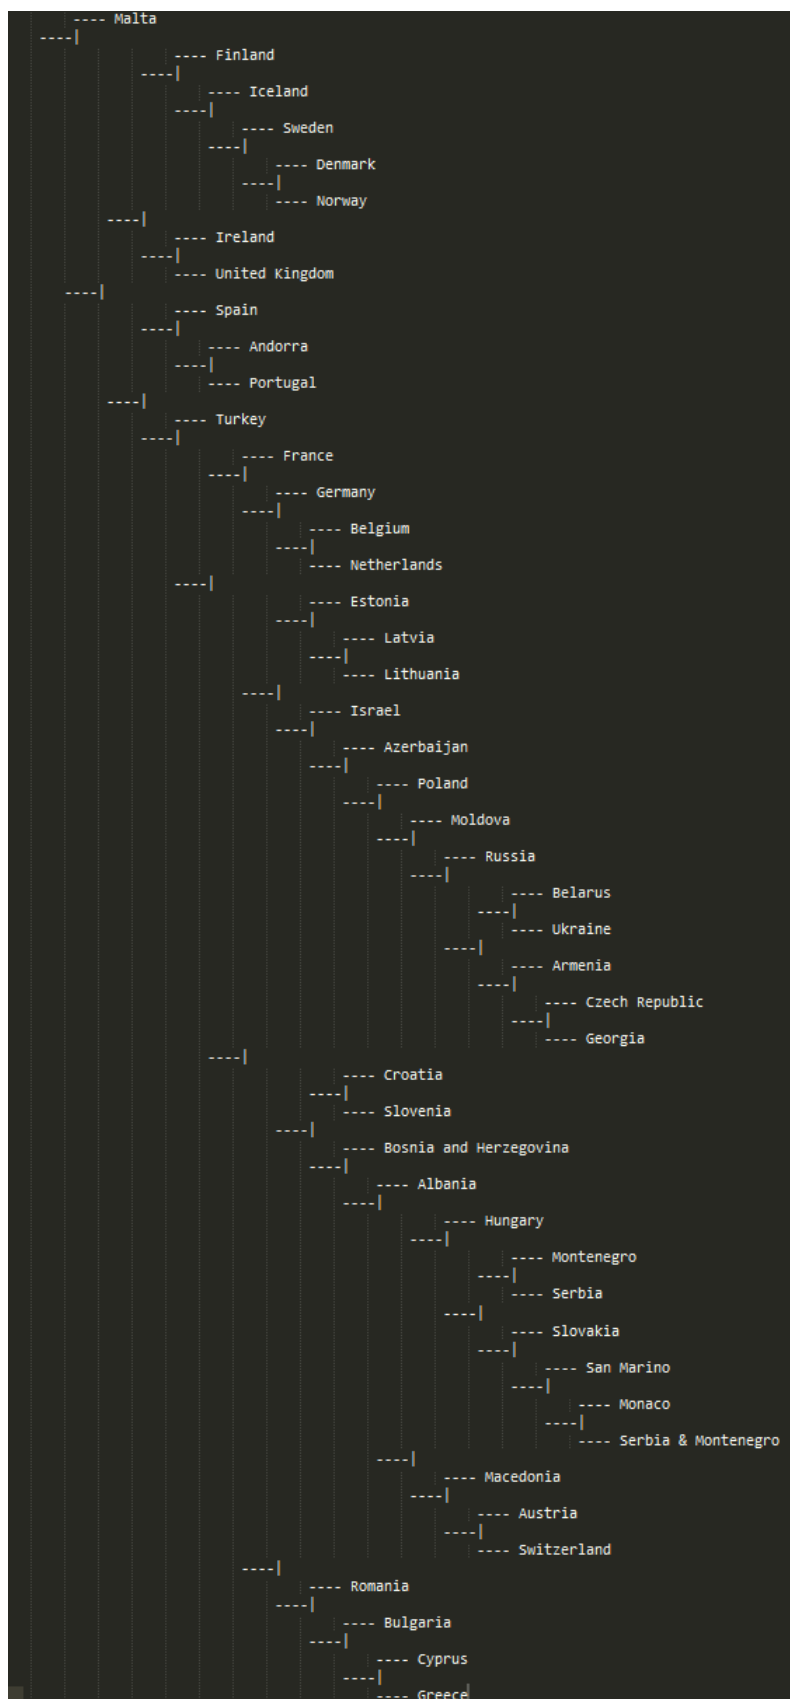 ---- Malta
----|
---- Finland
----|
---- Iceland
----|
---- Sweden
----|
---- Denmark
----|
---- Norway
----|
---- Ireland
----|
---- United Kingdom
----|
---- Spain
----|
---- Andorra
----|
---- Portugal
----|
---- Turkey
----|
---- France
----|
---- Germany
----|
---- Belgium
----|
---- Netherlands
----|
---- Estonia
----|
---- Latvia
----|
---- Lithuania
----|
---- Israel
----|
---- Azerbaijan
----|
---- Poland
----|
---- Moldova
----|
---- Russia
----|
---- Belarus
----|
---- Ukraine
----|
---- Armenia
----|
---- Czech Republic
----|
---- Georgia
----|
---- Croatia
----|
---- Slovenia
----|
---- Bosnia and Herzegovina
----|
---- Albania
----|
---- Hungary
----|
---- Montenegro
----|
---- Serbia
----|
---- Slovakia
----|
---- San Marino
----|
---- Monaco
----|
---- Serbia & Montenegro
----|
---- Macedonia
----|
---- Austria
----|
---- Switzerland
----|
---- Romania
----|
---- Bulgaria
----|
---- Cyprus
----|
---- Greece